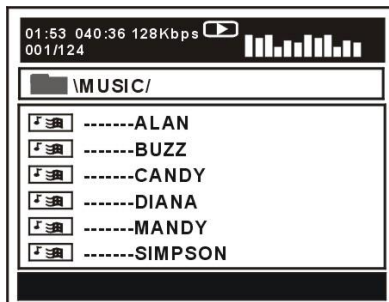 01:53 040:36 128Kbps
001/124
\MUSIC/
-------ALAN
-------BUZZ
-------CANDY
-------DIANA
-------MANDY
-------SIMPSON